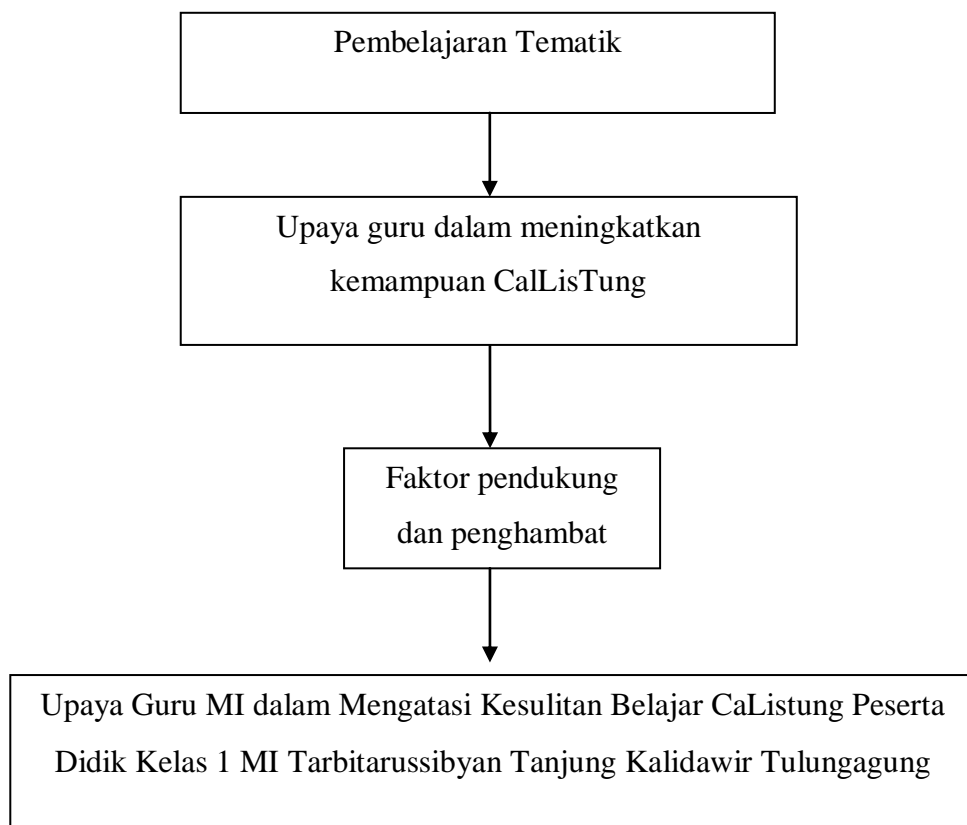 Pembelajaran Tematik
Upaya guru dalam meningkatkan
kemampuan CalLisTung
Faktor pendukung
dan penghambat
Upaya Guru MI dalam Mengatasi Kesulitan Belajar CaListung Peserta
Didik Kelas 1 MI Tarbitarussibyan Tanjung Kalidawir Tulungagung